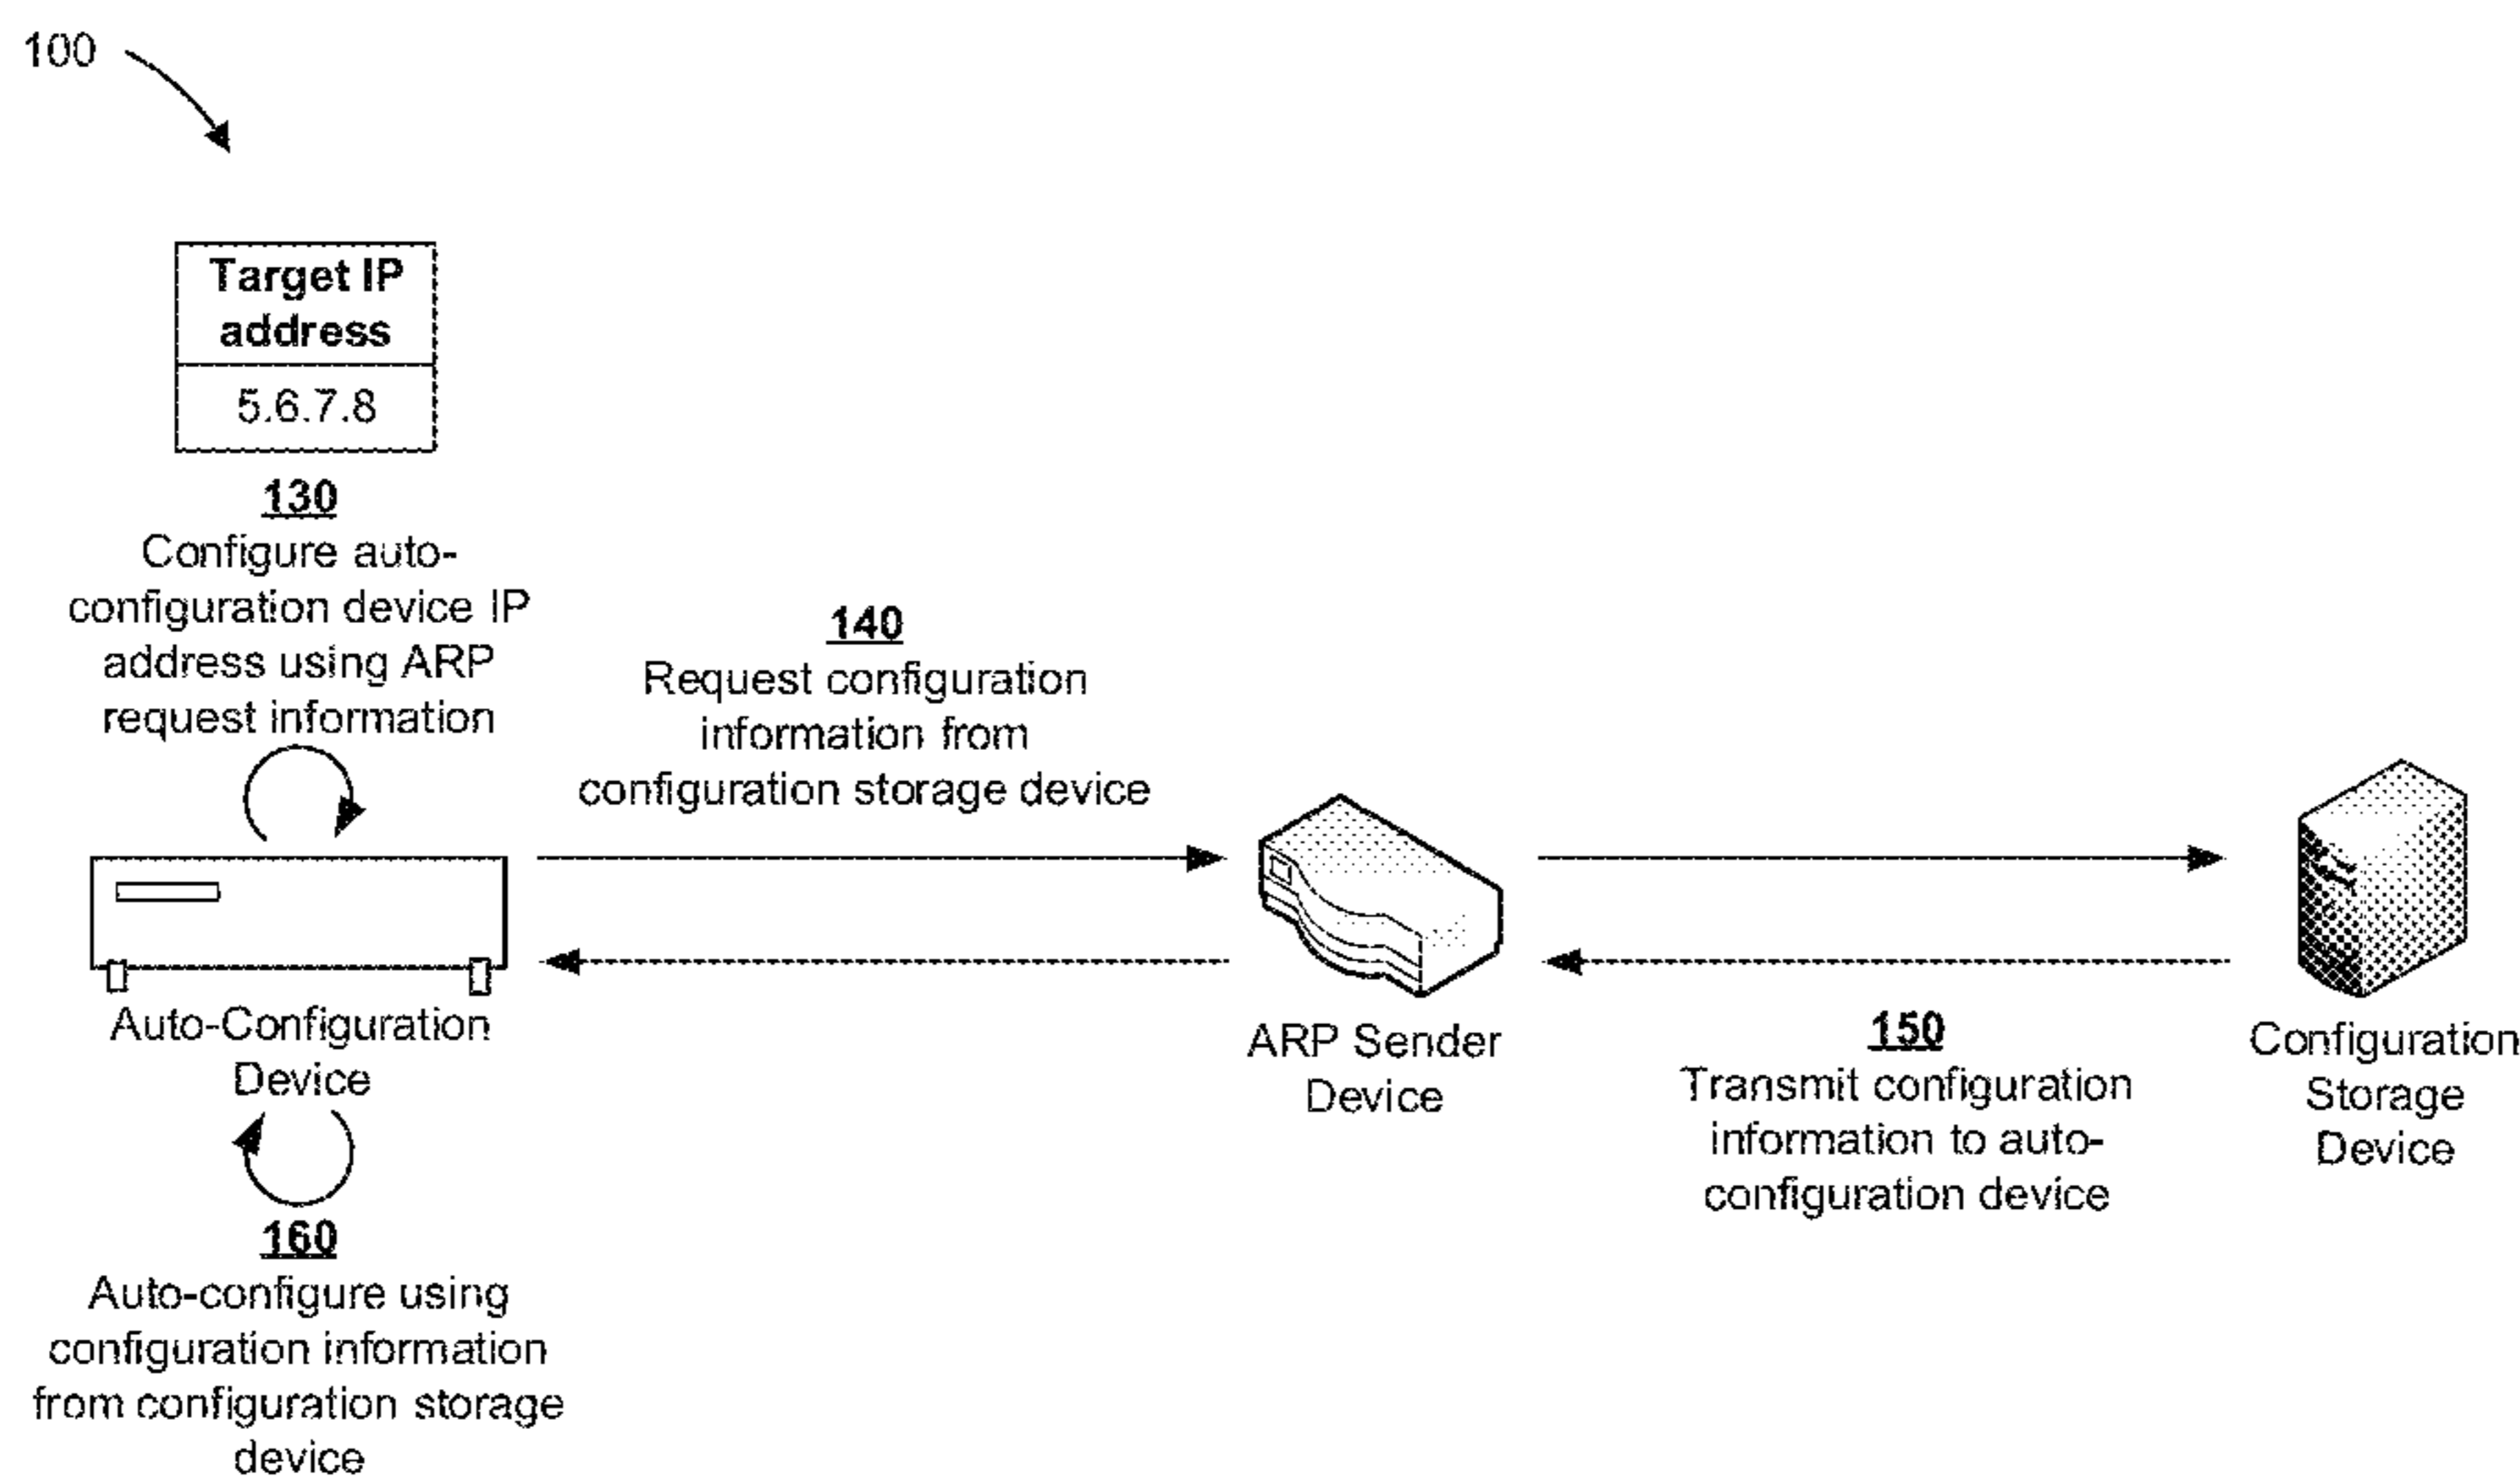 100
Target IP
address
5.6.7.8
130
Configure auto-
configuration device IP
address using ARP
request information
140
Request configuration
information from
configuration storage device
Auto-Configuration
Device
ARP Sender
Device
150
Transmit configuration
information to auto-
configuration device
Configuration
Storage
Device
160
Auto-configure using
configuration information
from configuration storage
device